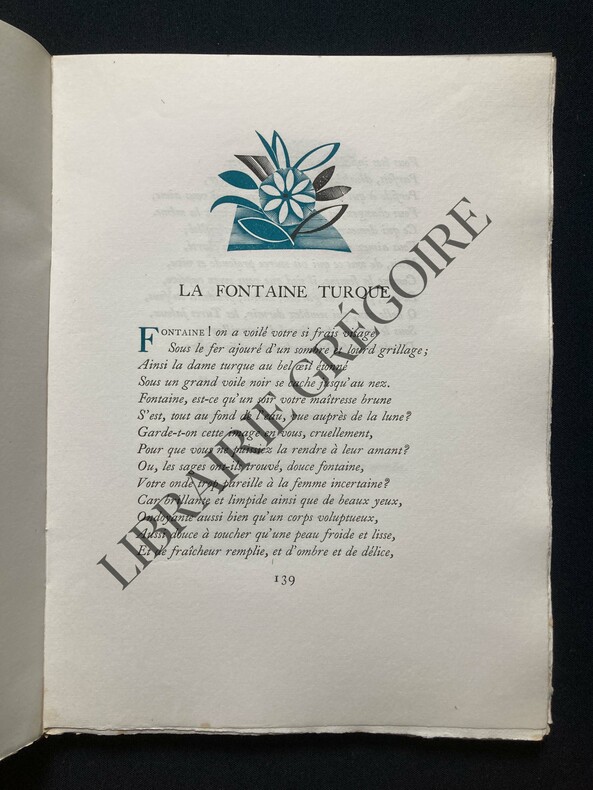 LA FONTAINE TURQUE
FONTAINE! on a voilé votre si frais visage,
Sous le fer ajouré d'un sombre et lourd grillage;
Ainsi la dame turque au bel œil étonné
Sous un grand voile noir se cache jusqu'au nez.
Fontaine, est-ce qu'un soir votre maîtresse brune
S'est, tout au fond de l'eau, vue auprès de la lune?
Garde-t-on cette image en vous, cruellement,
Pour que vous ne puissiez la rendre à leur amant?
Ou, les sages ont-ils trouvé, douce fontaine,
Votre onde trop pareille à la femme incertaine?
Car brillante et limpide ainsi que de beaux yeux,
Ondoyante aussi bien qu'un corps voluptueux,
Aussi douce à toucher qu'une peau froide et lisse,
Et de fraîcheur remplie, et d'ombre et de délice,
139
LIBRAIRIE GRÉGOIRE